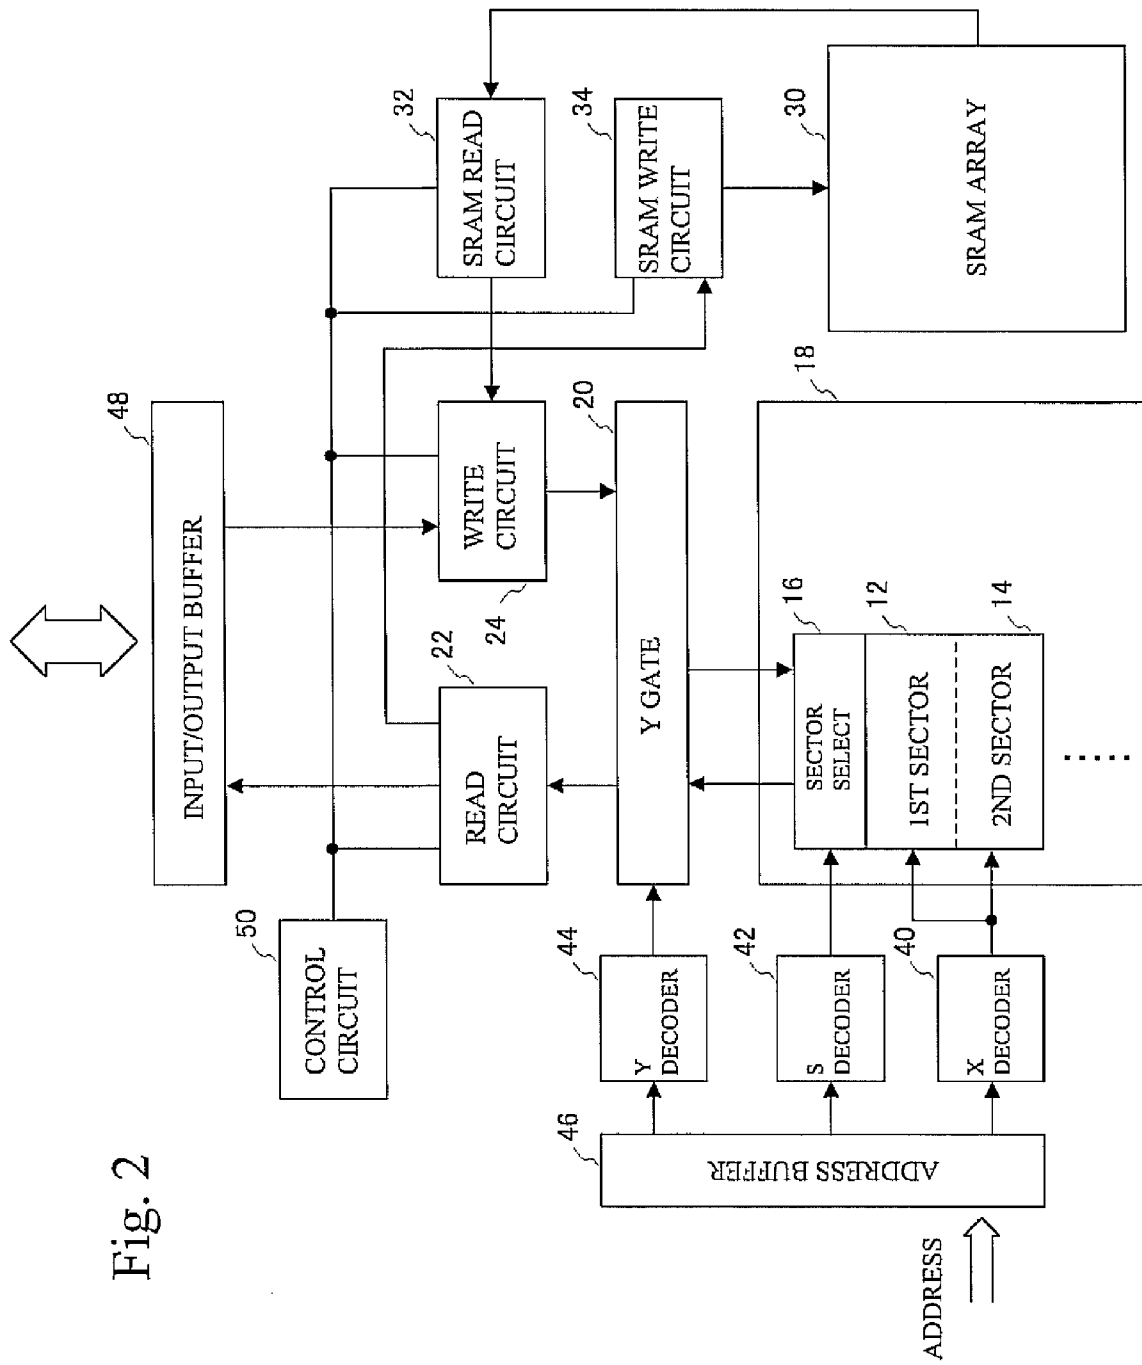 Fig. 2
48
INPUT/OUTPUT BUFFER
50
CONTROL
CIRCUIT
22
READ
CIRCUIT
24
WRITE
CIRCUIT
32
SRAM READ
CIRCUIT
34
SRAM WRITE
CIRCUIT
30
SRAM ARRAY
20
Y GATE
18
16
SECTOR
SELECT
12
1ST SECTOR
14
2ND SECTOR
.....
44
Y
DECODER
42
S
DECODER
40
X
DECODER
46
ADDRESS BUFFER
ADDRESS